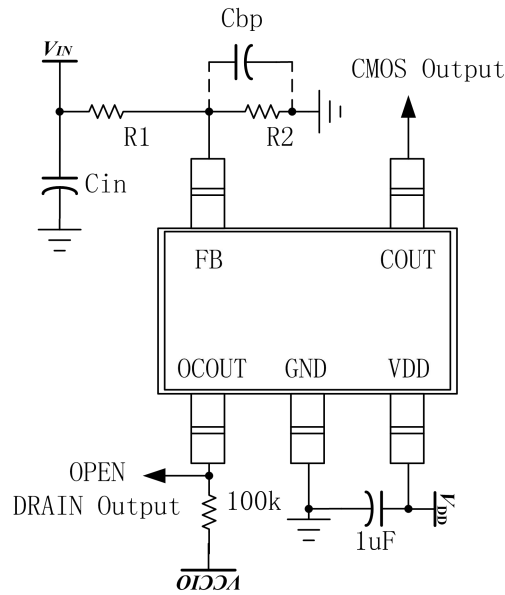 Cbp
VIN
CMOS Output
R1
R2
Cin
FB
COUT
OCOUT
GND
VDD
OPEN
DRAIN Output
100k
1uF
VDD
VCCIO